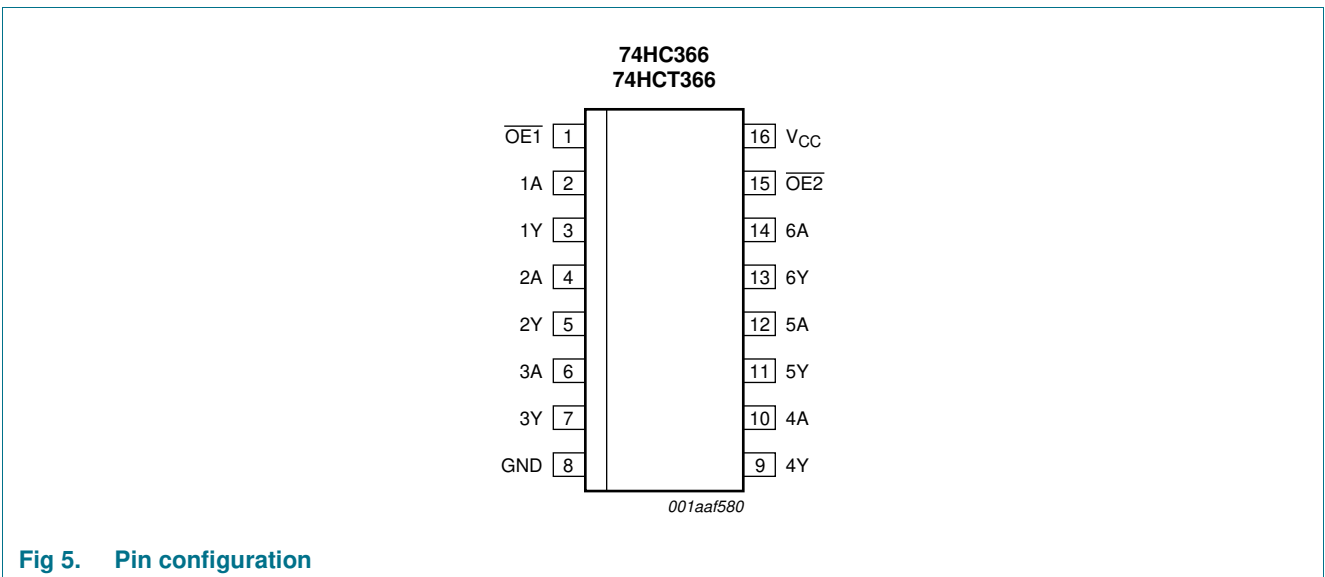 74HC366
74HCT366
OE1 1 16 VCC
1A 2 15 OE2
1Y 3 14 6A
2A 4 13 6Y
2Y 5 12 5A
3A 6 11 5Y
3Y 7 10 4A
GND 8 9 4Y
001aaf580
Fig 5. Pin configuration